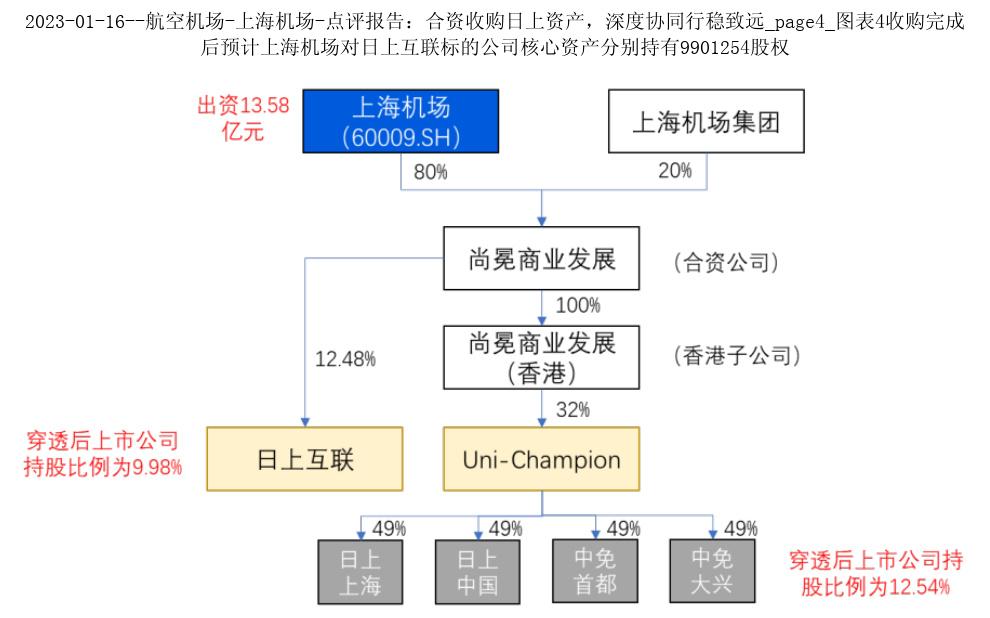 2023-01-16--航空机场-上海机场-点评报告：合资收购日上资产，深度协同行稳致远_page4_图表4收购完成
后预计上海机场对日上互联标的公司核心资产分别持有9901254股权
出资13.58
亿元
上海机场
(60009.SH)
上海机场集团
80%
20%
尚冕商业发展
(合资公司)
100%
尚冕商业发展
(香港)
(香港子公司)
12.48%
32%
穿透后上市公司
持股比例为9.98%
日上互联
Uni-Champion
49%
49%
49%
49%
日上
上海
日上
中国
中免
首都
中免
大兴
穿透后上市公司持
股比例为12.54%